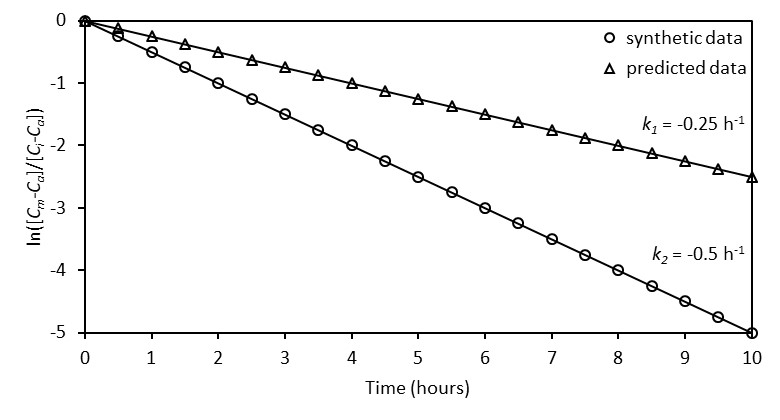 0
-1
-2
-3
-4
-5
ln([Cm-Ca]/[Ci-Ca])
synthetic data
predicted data
k1 = -0.25 h-1
k2 = -0.5 h-1
0 1 2 3 4 5 6 7 8 9 10
Time (hours)